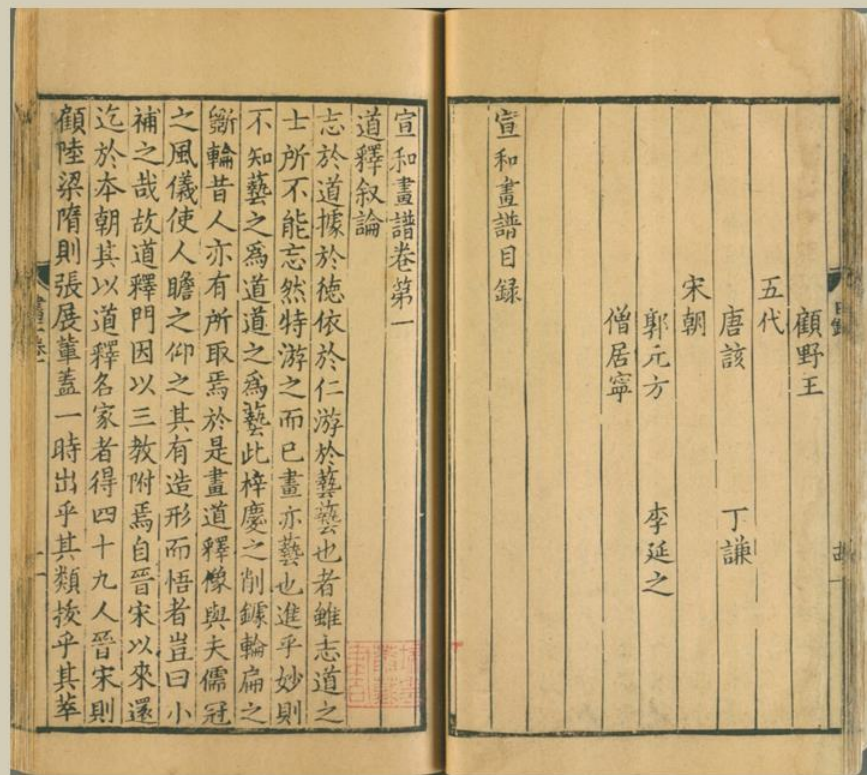 顧野王
五代
唐該　丁謙
宋朝
郭元方　李延之
僧居寧
宣和畫譜目録
宣和畫譜卷第一
道釋叙論
志於道據於德依於仁游於藝藝也者雖志道之
士所不能忘然特游之而已畫亦藝也進乎妙則
不知藝之爲道道之爲藝此梓慶之削鐻輪扁之
斲輪昔人亦有所取焉於是畫道釋像與夫儒冠
之風儀使人瞻之仰之其有造形而悟者豈曰小
補之哉故道釋門因以三教附焉自晉宋以來還
迄於本朝其以道釋名家者得四十九人晉宋則
顧陸梁隋則張展輩蓋一時出乎其類拔乎其萃